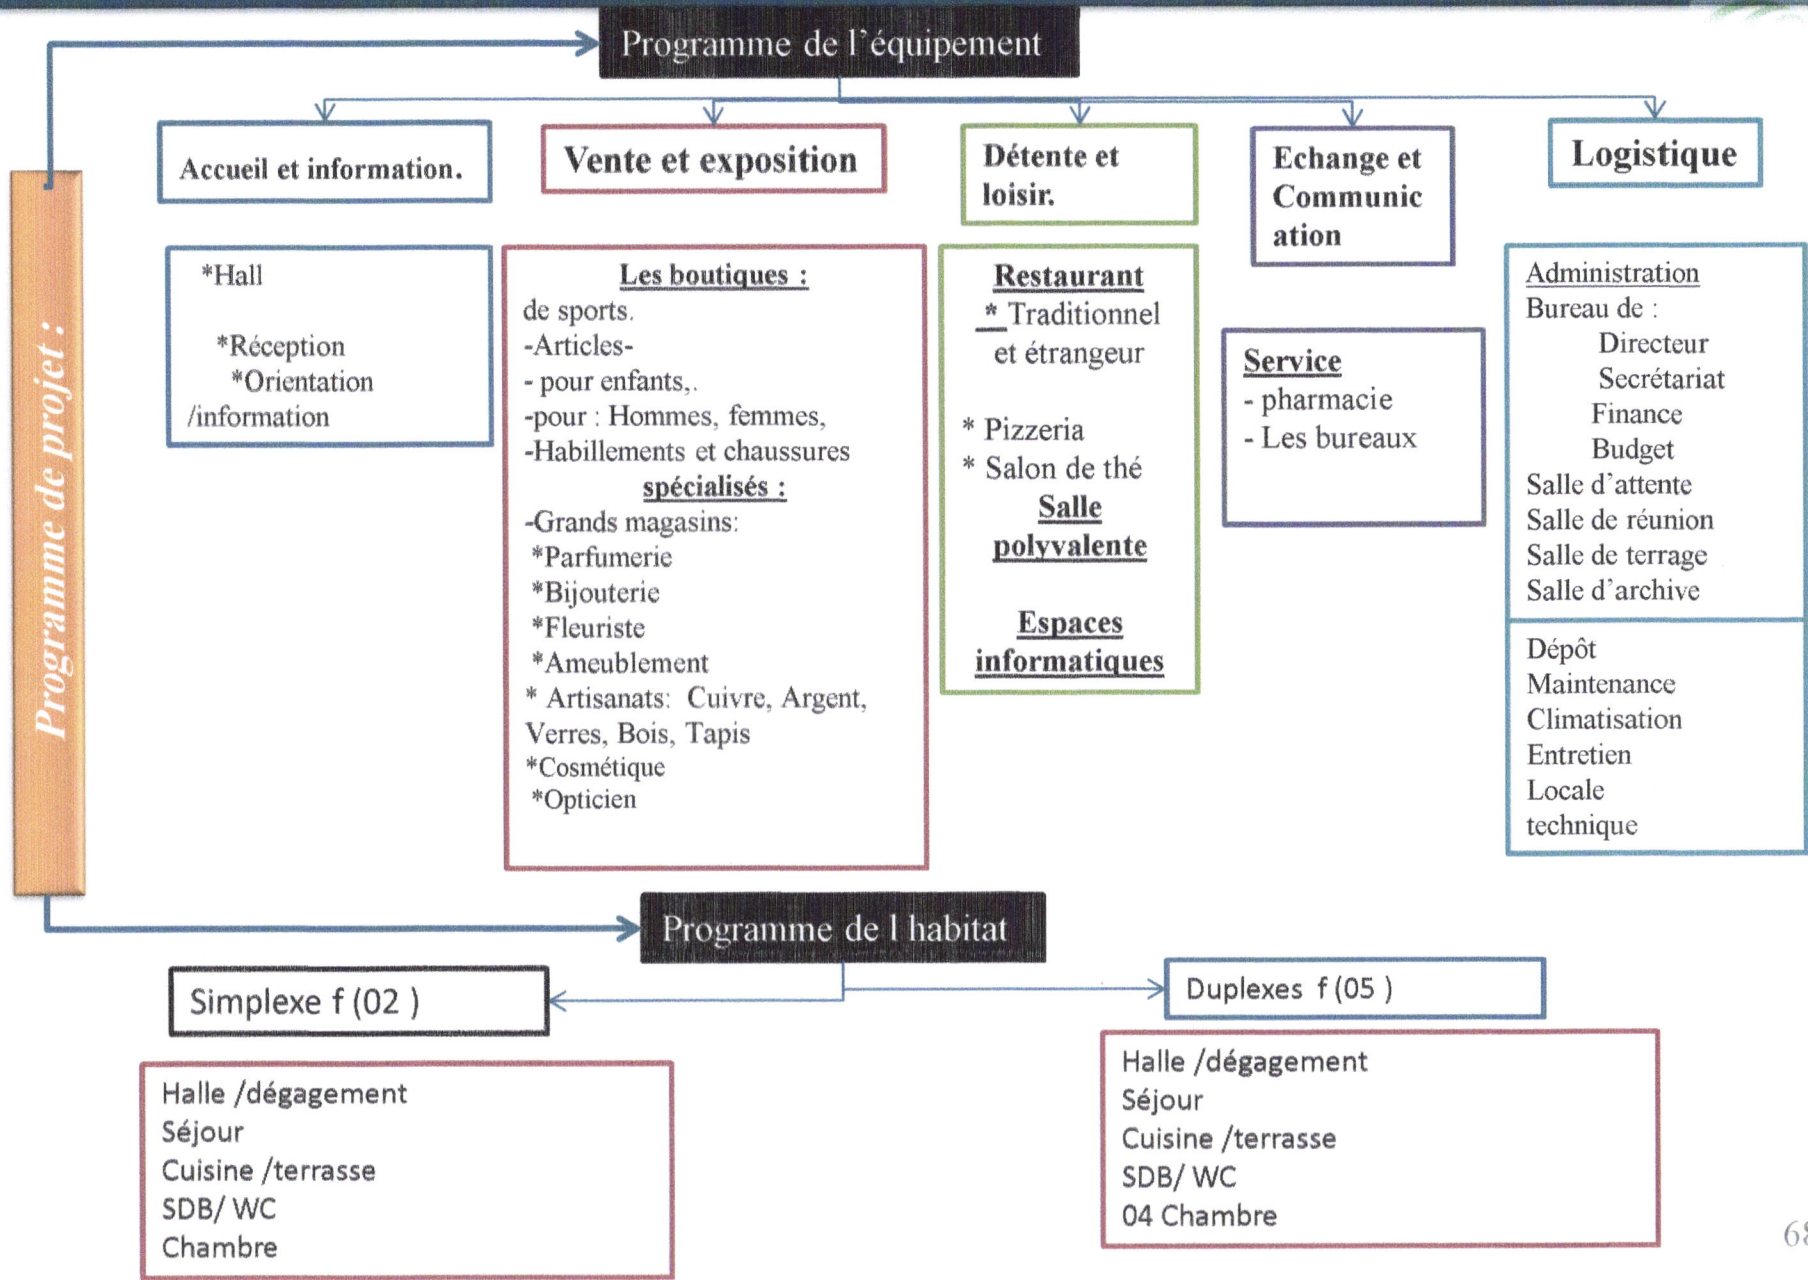 Programme de projet :
Programme de l'équipement
Accueil et information.
*Hall
*Réception
*Orientation
/information
Vente et exposition
Les boutiques :
de sports.
-Articles-
- pour enfants,.
-pour : Hommes, femmes,
-Habillements et chaussures
spécialisés :
-Grands magasins:
*Parfumerie
*Bijouterie
*Fleuriste
*Ameublement
* Artisanats: Cuivre, Argent,
Verres, Bois, Tapis
*Cosmétique
*Opticien
Détente et
loisir.
Restaurant
* Traditionnel
et étrangeur
* Pizzeria
* Salon de thé
Salle
polyvalente
Espaces
informatiques
Echange et
Communic
ation
Service
- pharmacie
- Les bureaux
Logistique
Administration
Bureau de :
Directeur
Secrétariat
Finance
Budget
Salle d'attente
Salle de réunion
Salle de terrage
Salle d'archive
Dépôt
Maintenance
Climatisation
Entretien
Locale
technique
Programme de l habitat
Simplexe f (02 )
Halle /dégagement
Séjour
Cuisine /terrasse
SDB/ WC
Chambre
Duplexes f (05 )
Halle /dégagement
Séjour
Cuisine /terrasse
SDB/ WC
04 Chambre
68